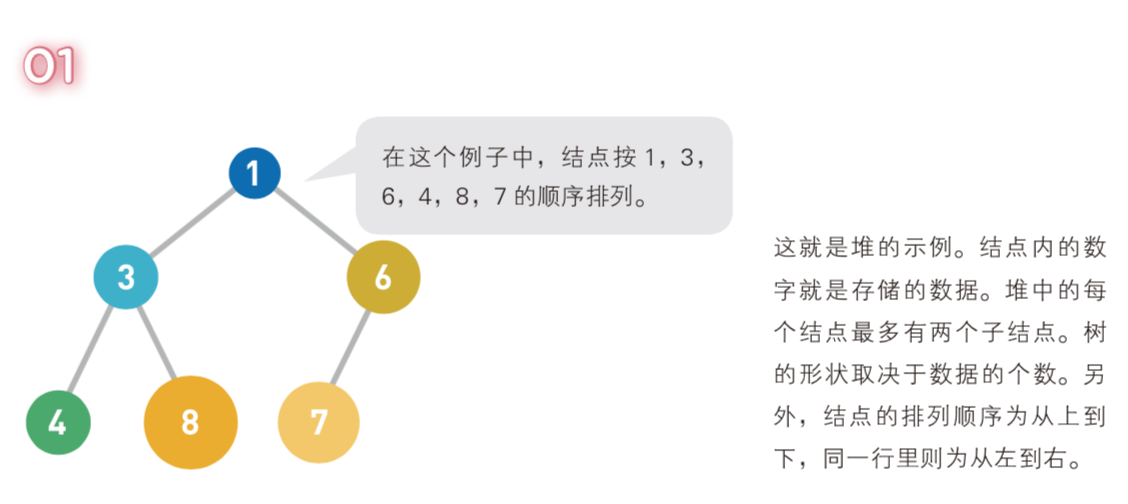 01
在这个例子中，结点按 1，3，
6，4，8，7 的顺序排列。
1
3
6
4
8
7
这就是堆的示例。结点内的数
字就是存储的数据。堆中的每
个结点最多有两个子结点。树
的形状取决于数据的个数。另
外，结点的排列顺序为从上到
下，同一行里则为从左到右。